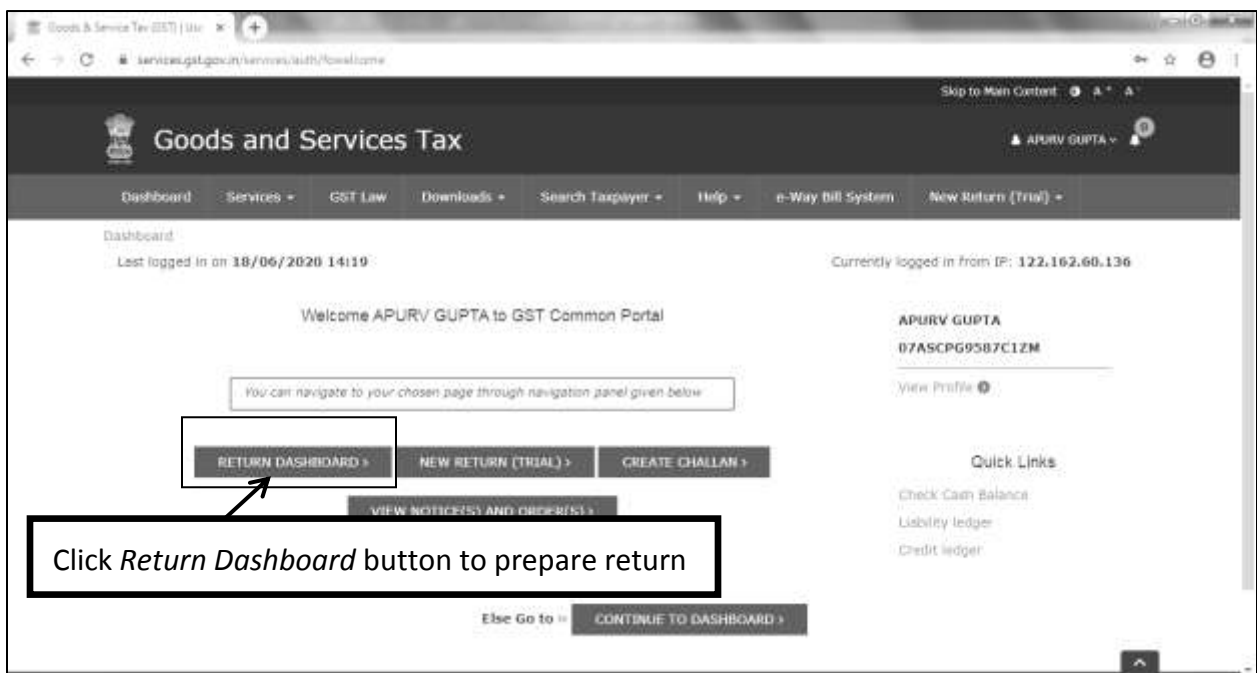 Goods & Service Tax (GST) | Use
services.gst.gov.in/services/auth/fowelcome
Skip to Main Content A+ A-
Goods and Services Tax
APURV GUPTA
0
Dashboard Services GST Law Downloads Search Taxpayer Help e-Way Bill System New Return (Trial)
Dashboard
Last logged in on 18/06/2020 14:19 Currently logged in from IP: 122.162.60.136
Welcome APURV GUPTA to GST Common Portal
APURV GUPTA
07ASCPG9587C1ZM
You can navigate to your chosen page through navigation panel given below
View Profile
RETURN DASHBOARD > NEW RETURN (TRIAL) > CREATE CHALLAN >
Quick Links
Check Cash Balance
VIEW NOTICE(S) AND ORDER(S) >
Liability ledger
Click Return Dashboard button to prepare return
Credit ledger
Else Go to » CONTINUE TO DASHBOARD >